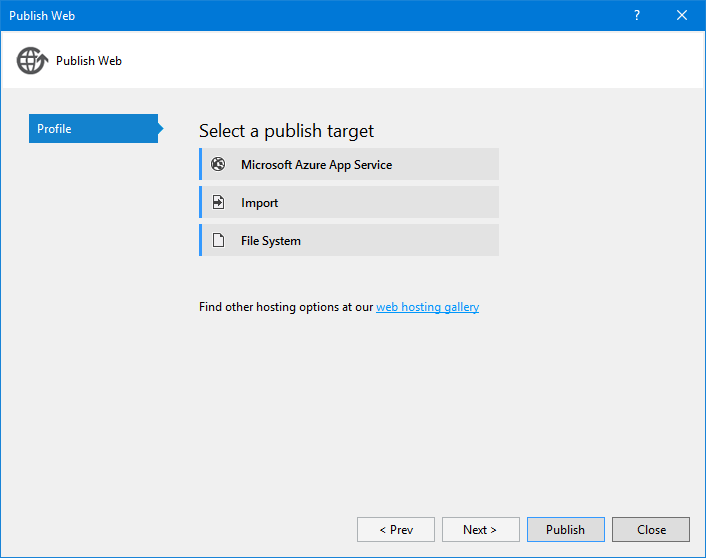 Publish Web
?
Publish Web
Profile
Select a publish target
Microsoft Azure App Service
Import
File System
Find other hosting options at our web hosting gallery
< Prev
Next >
Publish
Close